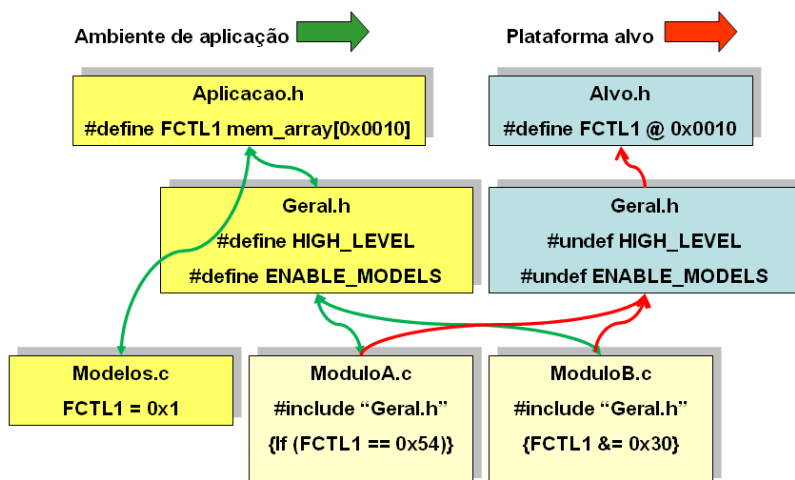 Ambiente de aplicação
Plataforma alvo
Aplicacao.h
#define FCTL1 mem_array[0x0010]
Alvo.h
#define FCTL1 @ 0x0010
Geral.h
#define HIGH_LEVEL
#define ENABLE_MODELS
Geral.h
#undef HIGH_LEVEL
#undef ENABLE_MODELS
Modelos.c
FCTL1 = 0x1
ModuloA.c
#include “Geral.h”
{If (FCTL1 == 0x54)}
ModuloB.c
#include “Geral.h”
{FCTL1 &= 0x30}